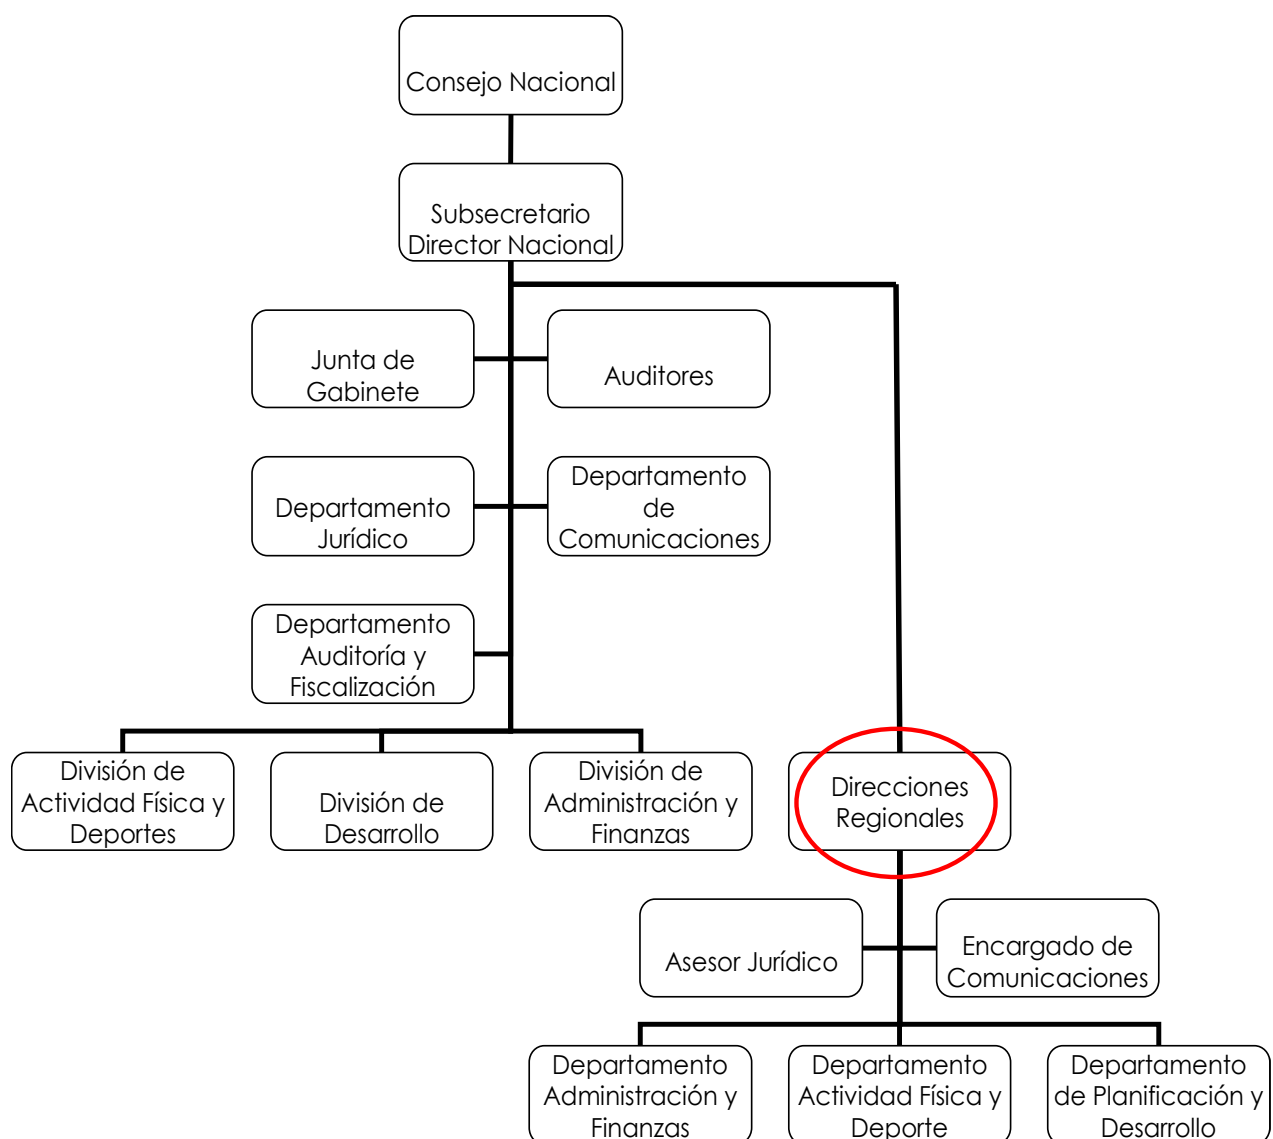 Consejo Nacional
Subsecretario
Director Nacional
Junta de
Gabinete
Auditores
Departamento
Jurídico
Departamento
de
Comunicaciones
Departamento
Auditoría y
Fiscalización
División de
Actividad Física y
Deportes
División de
Desarrollo
División de
Administración y
Finanzas
Direcciones
Regionales
Asesor Jurídico
Encargado de
Comunicaciones
Departamento
Administración y
Finanzas
Departamento
Actividad Física y
Deporte
Departamento
de Planificación y
Desarrollo